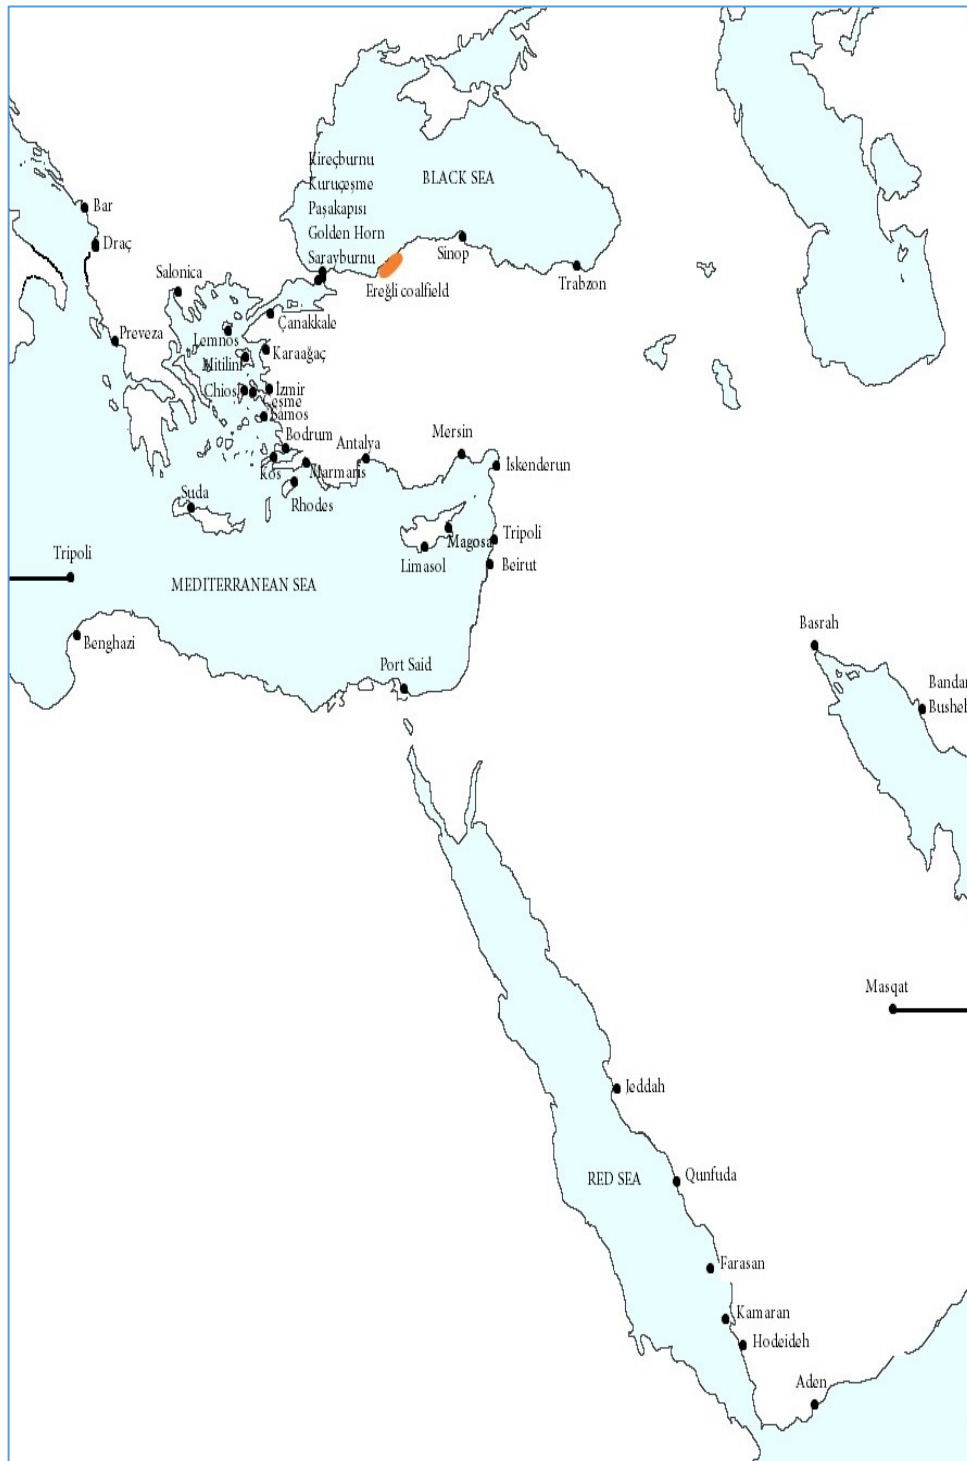 Kireçburnu
Kuruçeşme
Paşakapısı
Golden Horn
Sarayburnu
BLACK SEA
Bar
Draç
Sinop
Salonica
Ereğli coalfield
Trabzon
Çanakkale
Preveza
Lemnos
Karaağaç
Mitilini
Chios
İzmir
Çeşme
Samos
Bodrum
Antalya
Mersin
Kos
Marmaris
İskenderun
Suda
Rhodes
Magosa
Tripoli
Limasol
Beirut
Tripoli
MEDITERRANEAN SEA
Benghazi
Basrah
Port Said
Bandar
Busheh
Masqat
Jeddah
RED SEA
Qunfuda
Farasan
Kamaran
Hodeideh
Aden